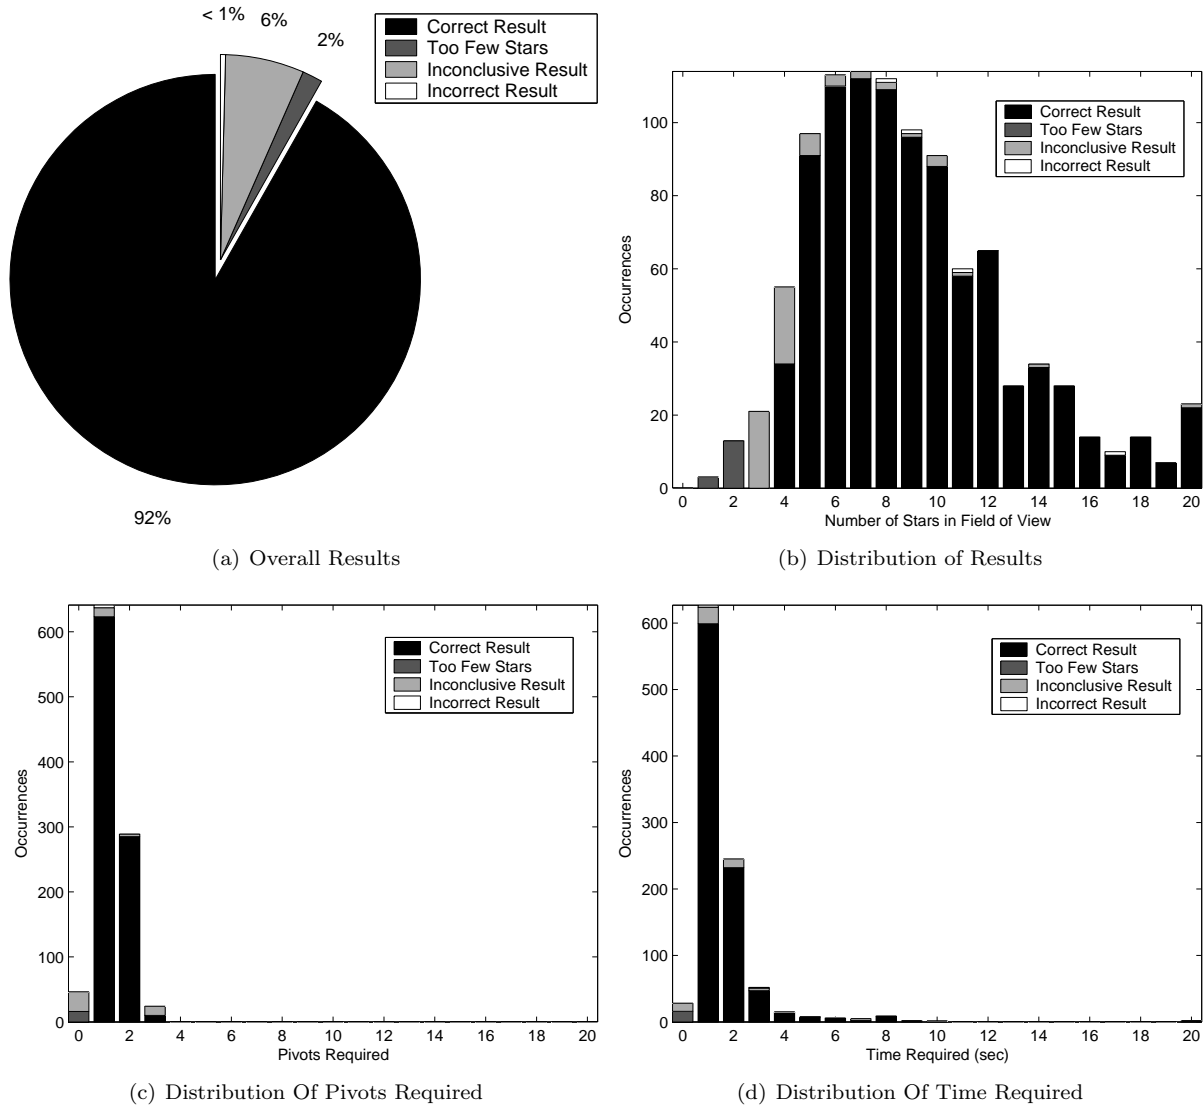 < 1%
6%
2%
92%
Correct Result
Too Few Stars
Inconclusive Result
Incorrect Result
(a) Overall Results
Occurrences
100
80
60
40
20
0
0 2 4 6 8 10 12 14 16 18 20
Number of Stars in Field of View
Correct Result
Too Few Stars
Inconclusive Result
Incorrect Result
(b) Distribution of Results
Occurrences
600
500
400
300
200
100
0
0 2 4 6 8 10 12 14 16 18 20
Pivots Required
Correct Result
Too Few Stars
Inconclusive Result
Incorrect Result
(c) Distribution Of Pivots Required
Occurrences
600
500
400
300
200
100
0
0 2 4 6 8 10 12 14 16 18 20
Time Required (sec)
Correct Result
Too Few Stars
Inconclusive Result
Incorrect Result
(d) Distribution Of Time Required